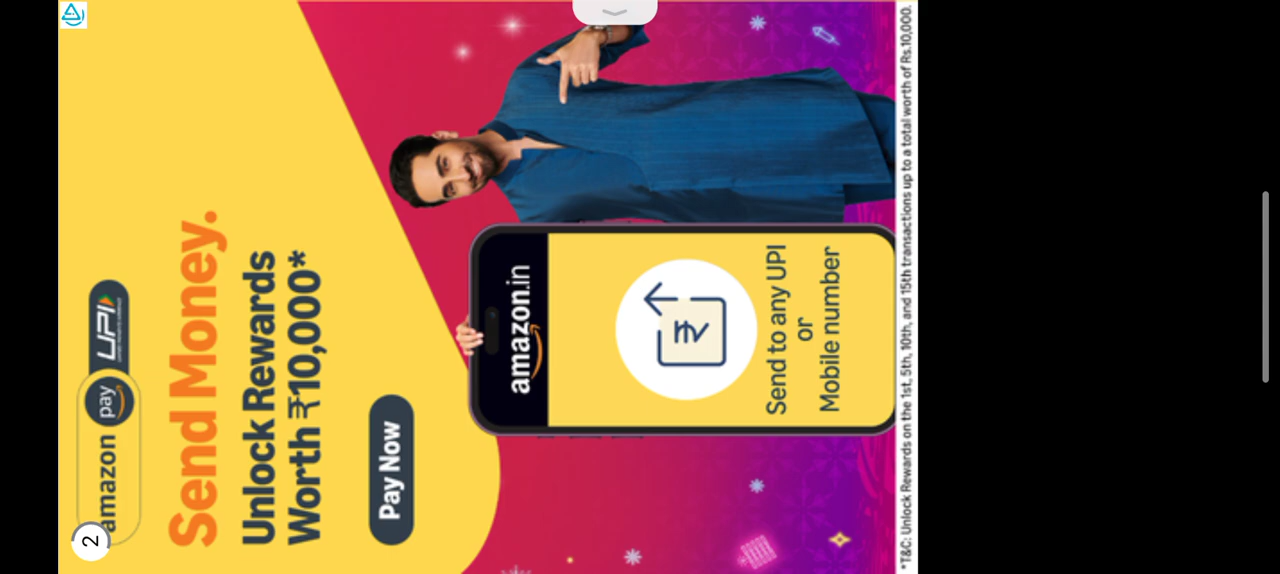 amazon pay UPI
Send Money.
Unlock Rewards
Worth ₹10,000*
Pay Now
2
amazon.in
₹
Send to any UPI
or
Mobile number
*T&C: Unlock Rewards on the 1st, 5th, 10th, and 15th transactions up to a total worth of Rs.10,000.